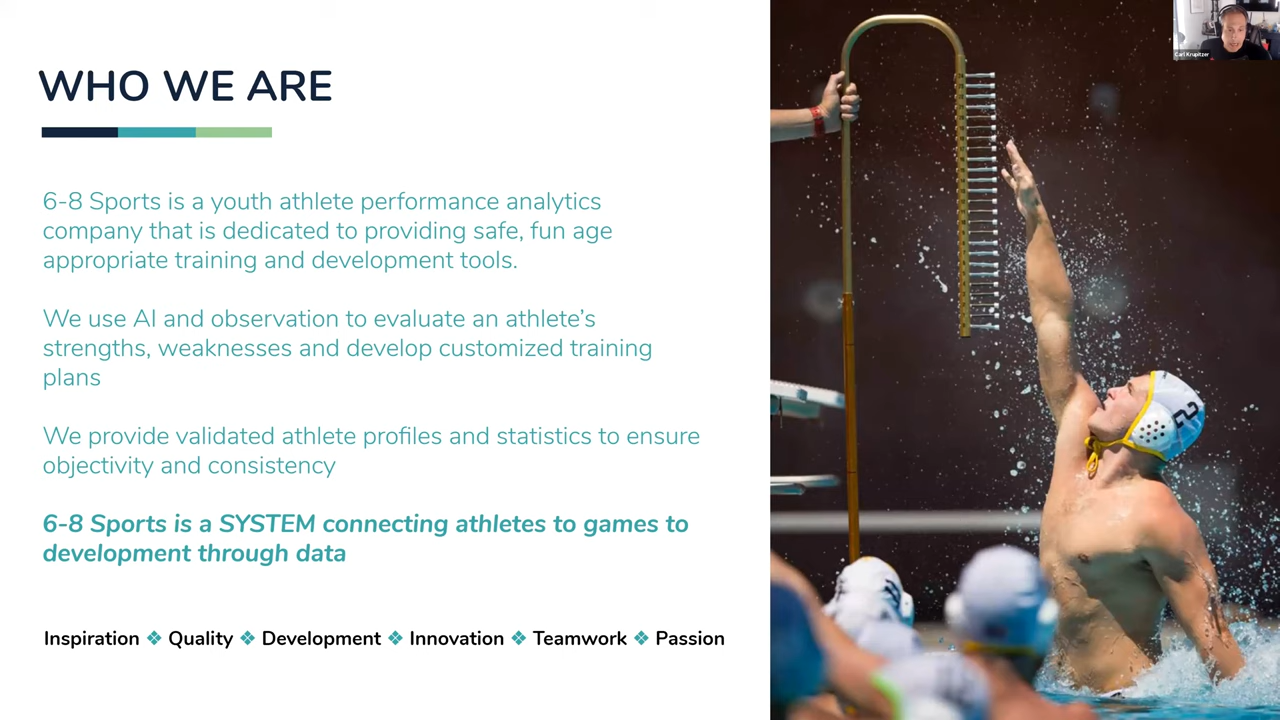 WHO WE ARE
6-8 Sports is a youth athlete performance analytics
company that is dedicated to providing safe, fun age
appropriate training and development tools.
We use AI and observation to evaluate an athlete’s
strengths, weaknesses and develop customized training
plans
We provide validated athlete profiles and statistics to ensure
objectivity and consistency
6-8 Sports is a SYSTEM connecting athletes to games to
development through data
Inspiration ❖ Quality ❖ Development ❖ Innovation ❖ Teamwork ❖ Passion
Carl Krupitzer
2